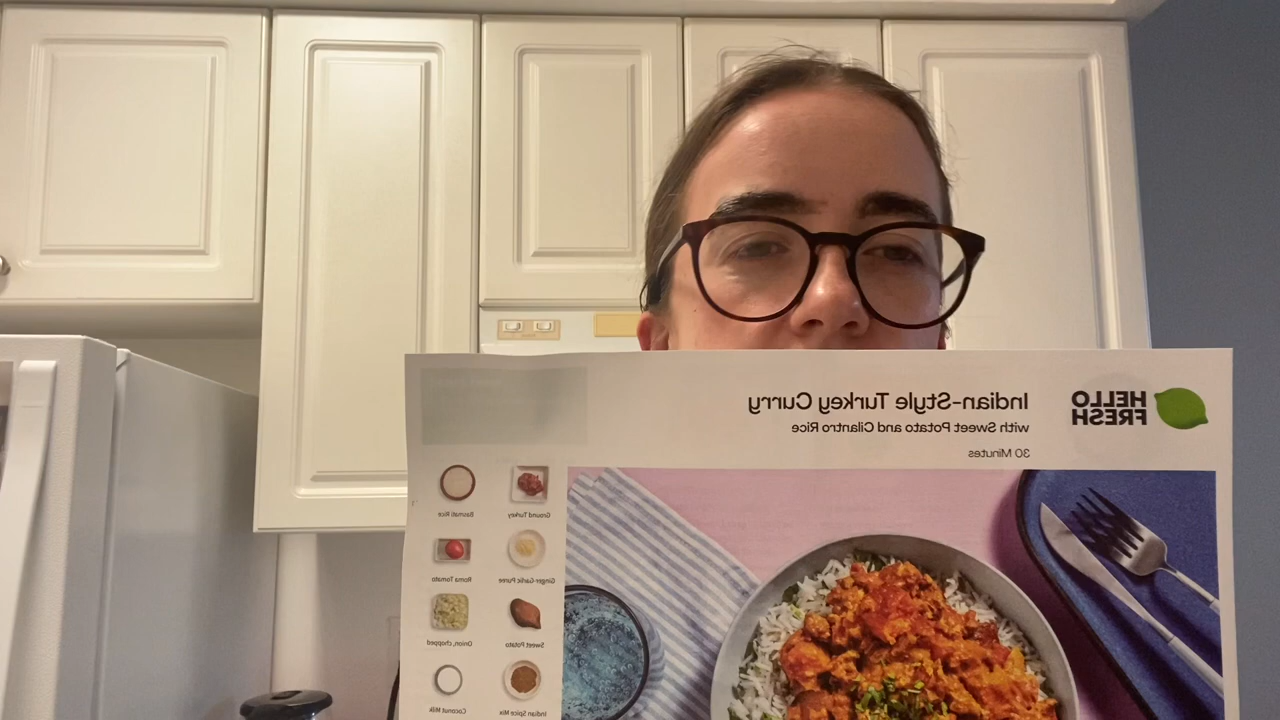 HELLO
FRESH
Indian-Style Turkey Curry
with Sweet Potato and Cilantro Rice
30 Minutes
Ground Turkey
Basmati Rice
Ginger-Garlic Puree
Roma Tomato
Sweet Potato
Onion, chopped
Indian Spice Mix
Coconut Milk